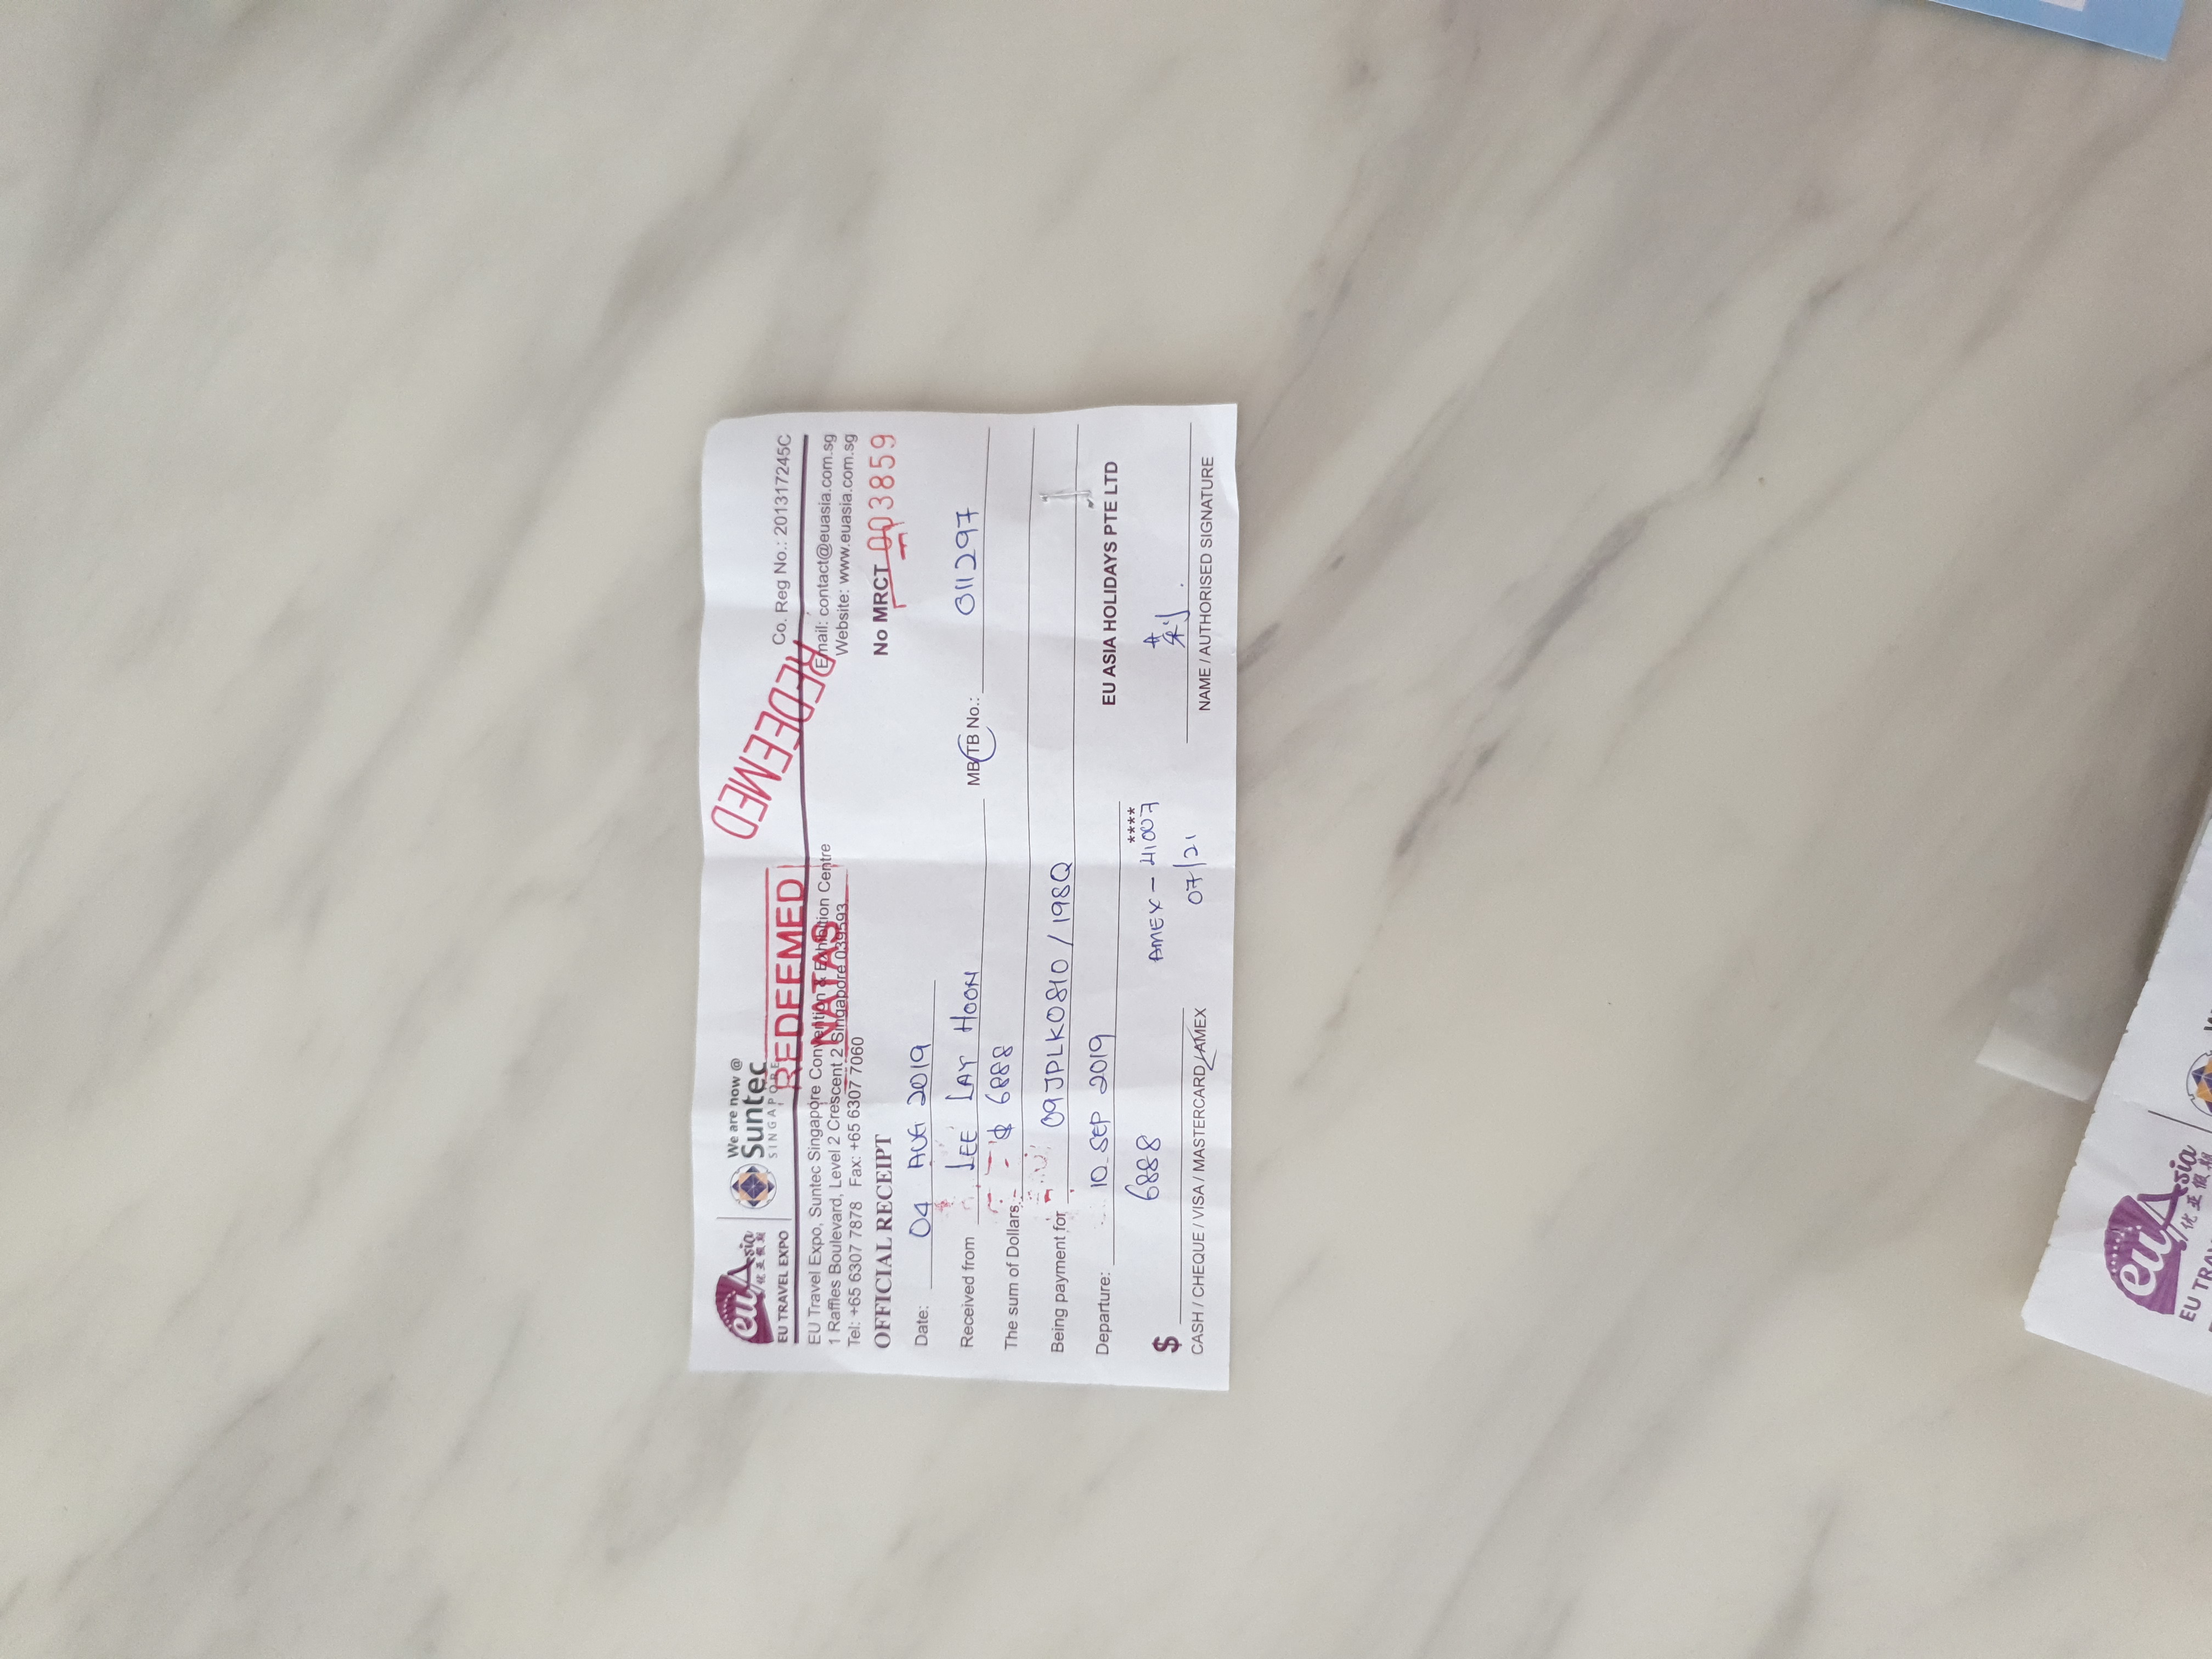 eu Asia
优亚假期
EU TRAVEL EXPO
We are now @
Suntec
SINGAPORE
REDEEMED
NATAS
REDEEMED
Co. Reg No.: 201317245C
EU Travel Expo, Suntec Singapore Convention & Exhibition Centre
1 Raffles Boulevard, Level 2 Crescent 2 Singapore 039593
Tel: +65 6307 7878 Fax: +65 6307 7060
Email: contact@euasia.com.sg
Website: www.euasia.com.sg
OFFICIAL RECEIPT
No MRCT 003859
Date: 04 AUG 2019
Received from LEE LAY HOON MB/TB No.: 011297
The sum of Dollars $ 6888
Being payment for 09JPLK0810 / 198Q
Departure: 10 SEP 2019
EU ASIA HOLIDAYS PTE LTD
****
$ 6888 AMEX - 41007
07/21
CASH / CHEQUE / VISA / MASTERCARD / AMEX
NAME / AUTHORISED SIGNATURE
eu Asia
优亚假期
EU TRA